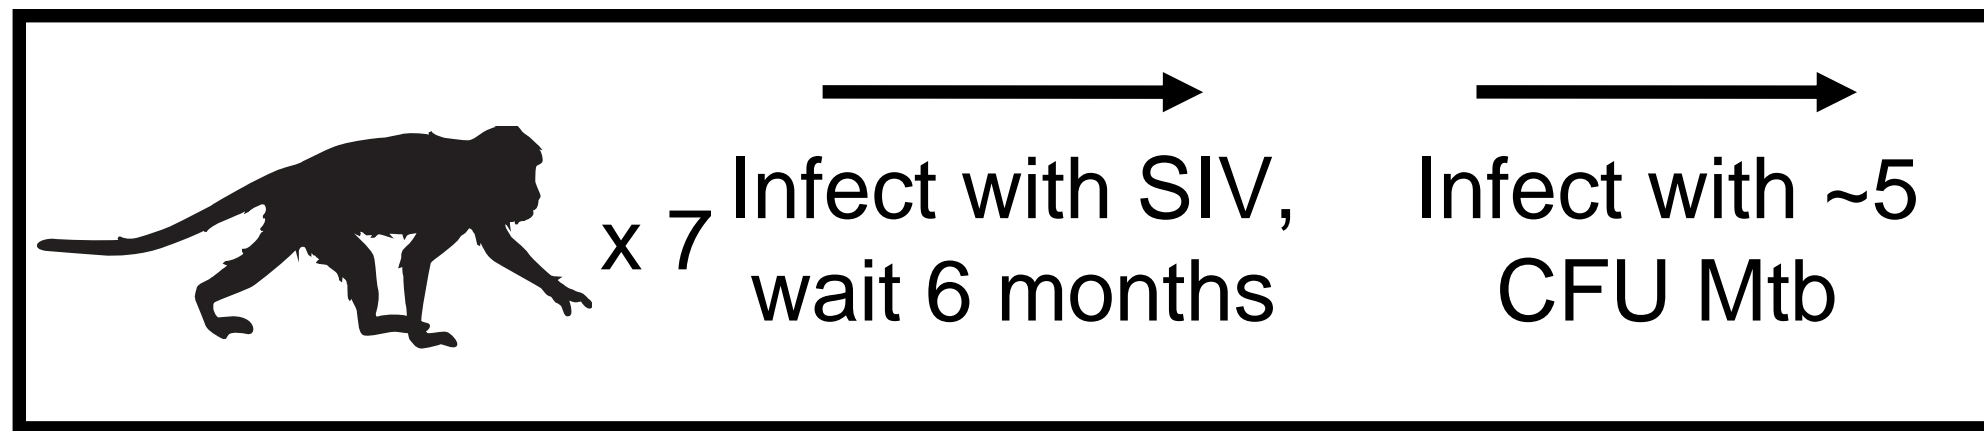 x 7
Infect with SIV,
wait 6 months
Infect with ~5
CFU Mtb